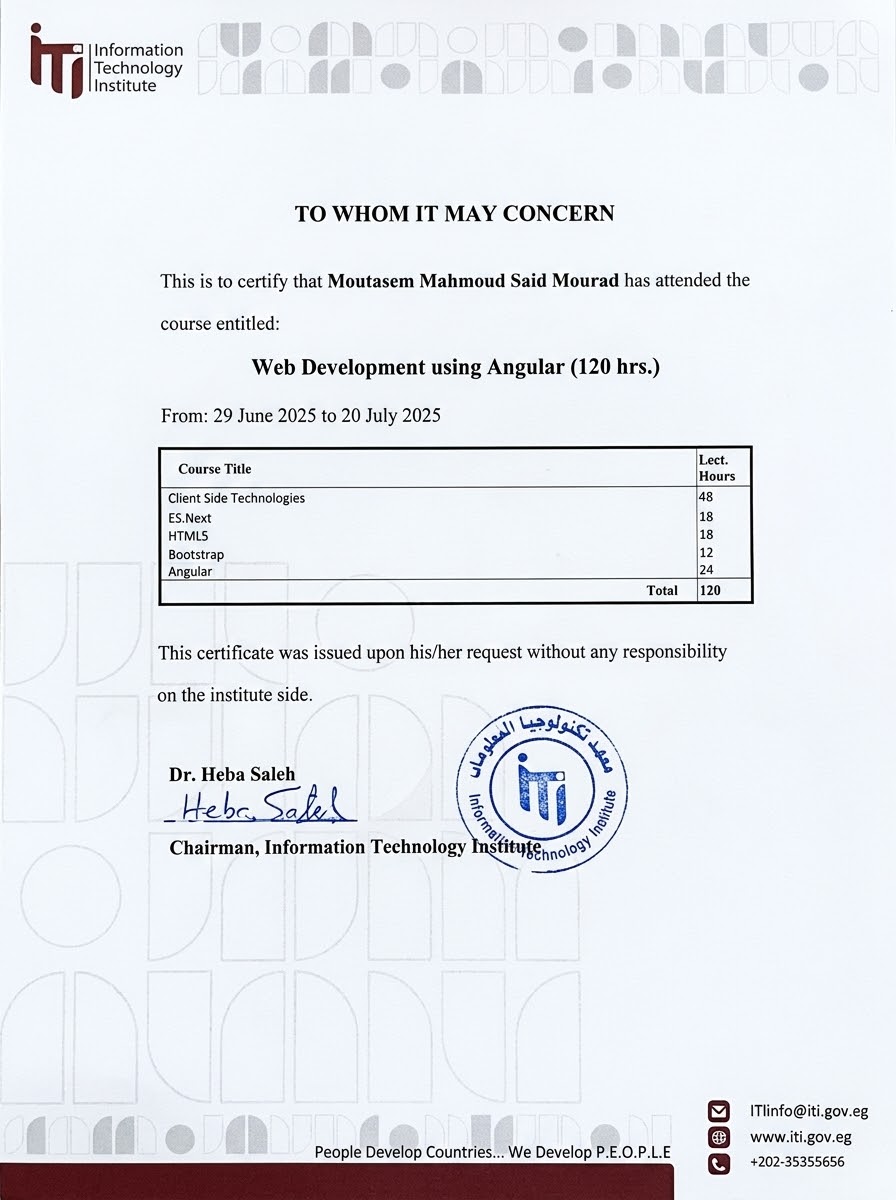 iTi
Information
Technology
Institute
TO WHOM IT MAY CONCERN
This is to certify that Moutasem Mahmoud Said Mourad has attended the
course entitled:
Web Development using Angular (120 hrs.)
From: 29 June 2025 to 20 July 2025
Course Title Lect.
Hours
Client Side Technologies 48
ES.Next 18
HTML5 18
Bootstrap 12
Angular 24
Total 120
This certificate was issued upon his/her request without any responsibility
on the institute side.
Dr. Heba Saleh
Heba Saleh
Chairman, Information Technology Institute
معهد تكنولوجيا المعلومات
iTi
Information Technology Institute
ITIinfo@iti.gov.eg
www.iti.gov.eg
+202-35355656
People Develop Countries... We Develop P.E.O.P.L.E